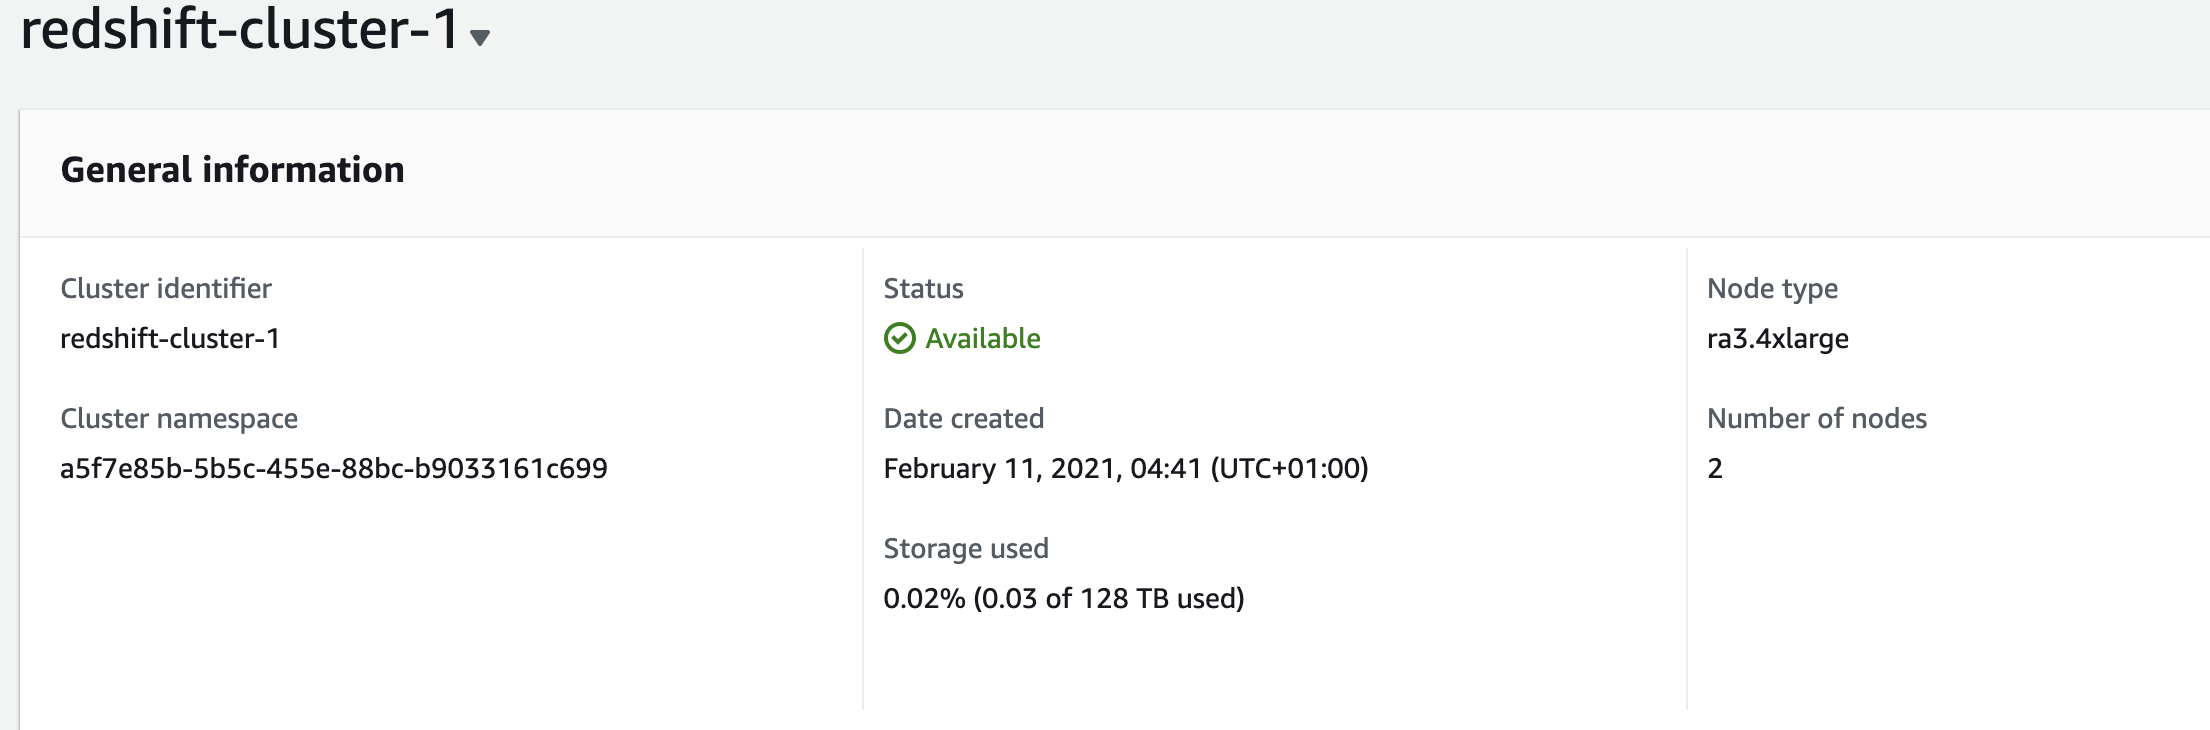 redshift-cluster-1
General information
Cluster identifier
redshift-cluster-1
Cluster namespace
a5f7e85b-5b5c-455e-88bc-b9033161c699
Status
Available
Date created
February 11, 2021, 04:41 (UTC+01:00)
Storage used
0.02% (0.03 of 128 TB used)
Node type
ra3.4xlarge
Number of nodes
2